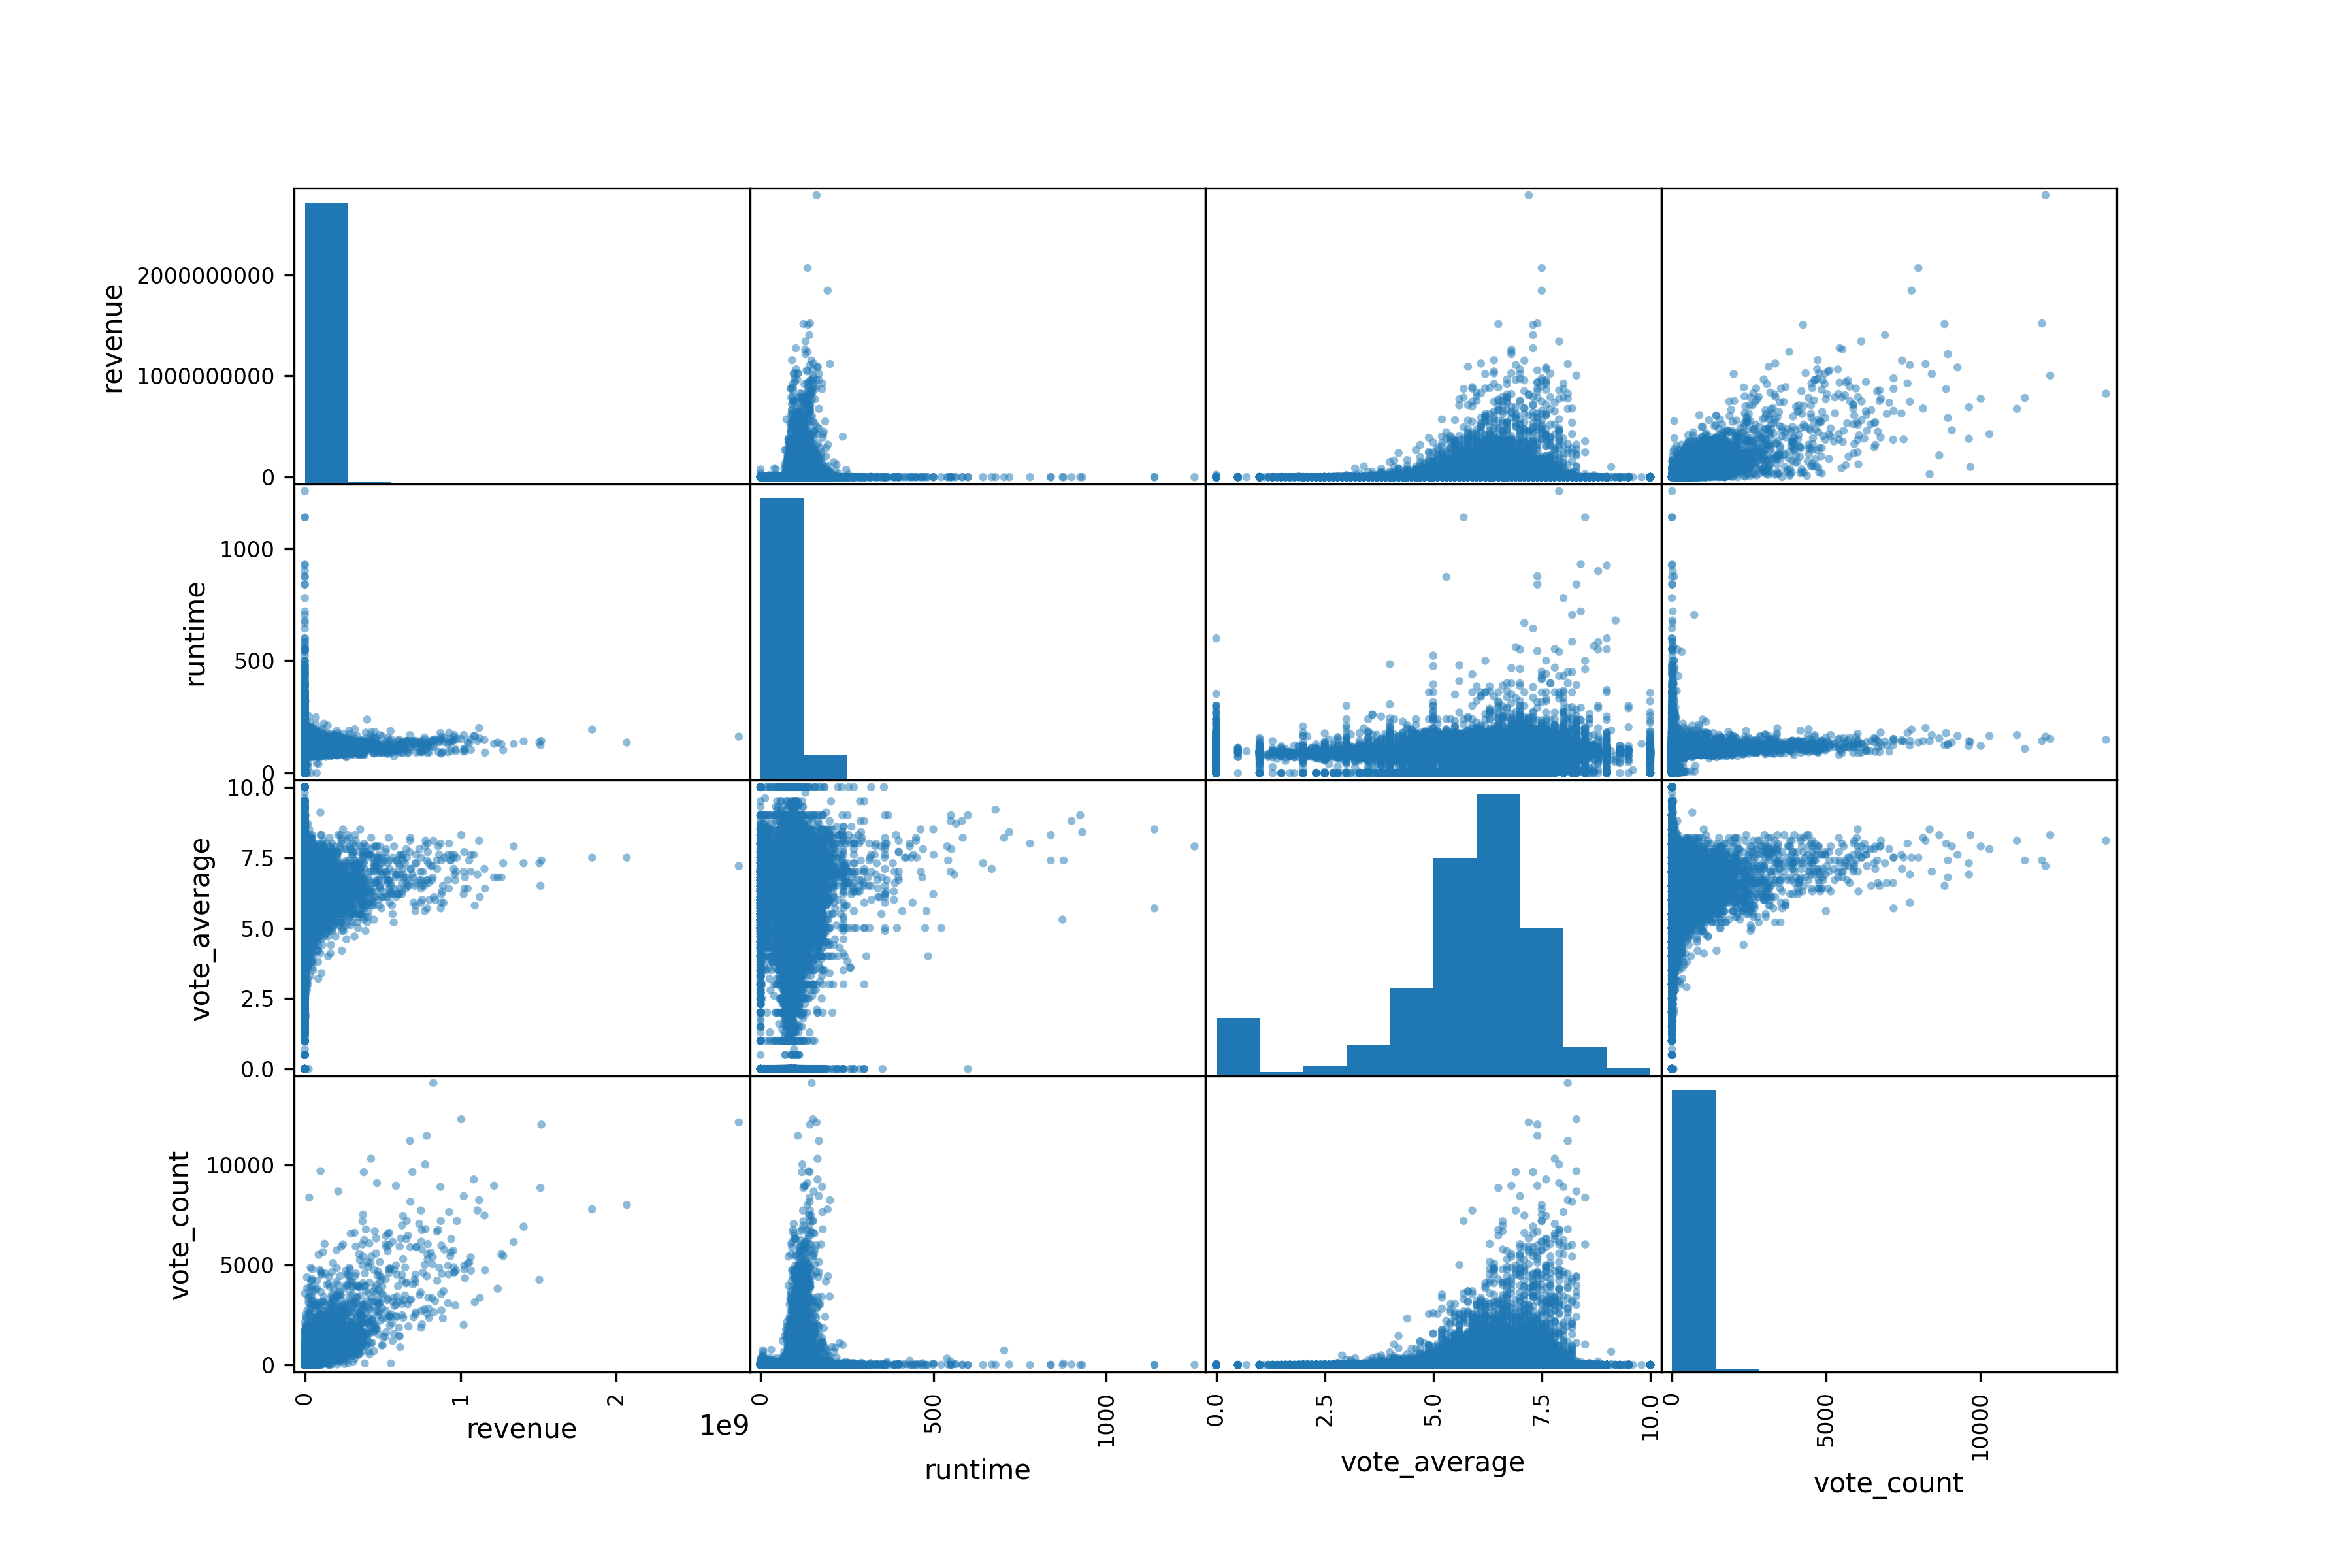 2000000000
revenue
1000000000
0
1000
runtime
500
0
10.0
7.5
vote_average
5.0
2.5
0.0
10000
vote_count
5000
0
0 1 2 0 500 1000 0.0 2.5 5.0 7.5 10.0 0 5000 10000
revenue 1e9
runtime
vote_average
vote_count